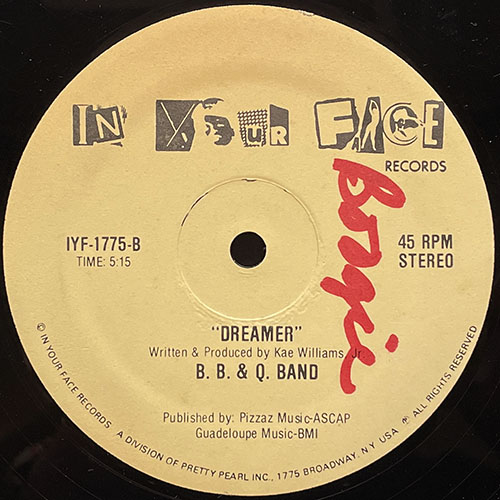 IN YOUR FACE
RECORDS
Boogie
IYF-1775-B
TIME: 5:15
45 RPM
STEREO
"DREAMER"
Written & Produced by Kae Williams, Jr.
B. B. & Q. BAND
Published by: Pizzaz Music-ASCAP
Guadeloupe Music-BMI
© IN YOUR FACE RECORDS A DIVISION OF PRETTY PEARL INC., 1775 BROADWAY, N.Y. USA ℗ ALL RIGHTS RESERVED